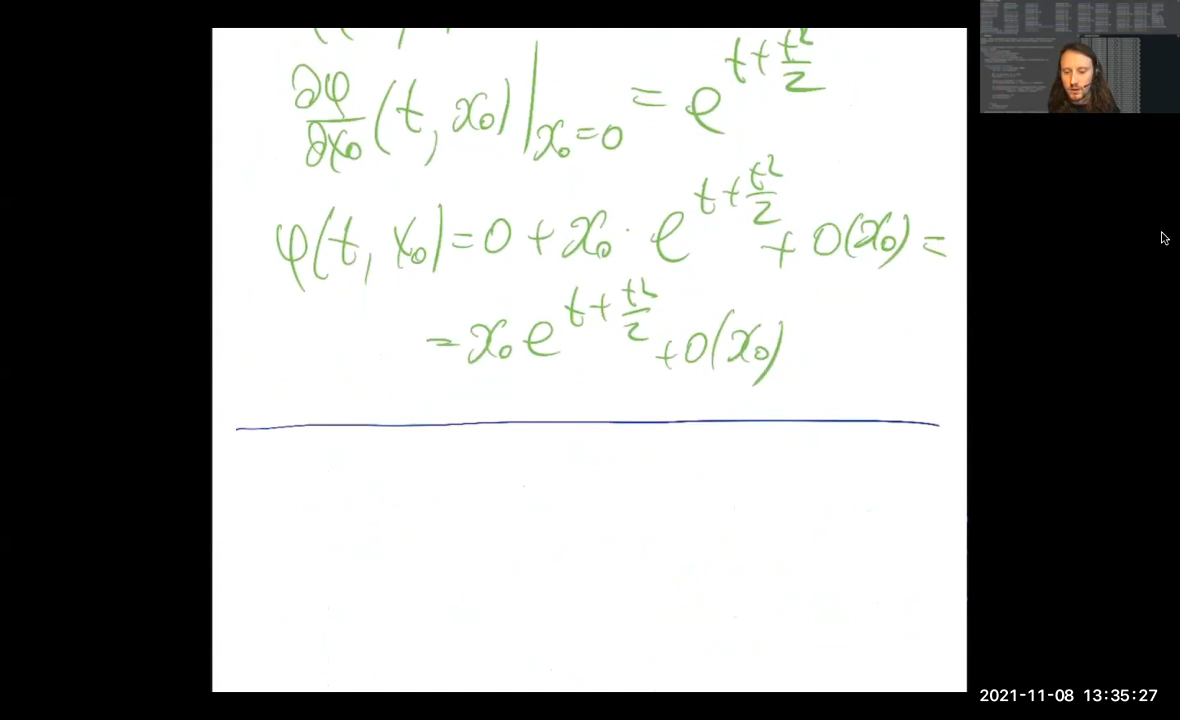 ∂φ/∂x₀ (t, x₀)|ₓ₀₌₀ = e^(t+t²/2)
φ(t, x₀) = 0 + x₀ · e^(t+t²/2) + o(x₀) =
= x₀ e^(t+t²/2) + o(x₀)
2021-11-08 13:35:27